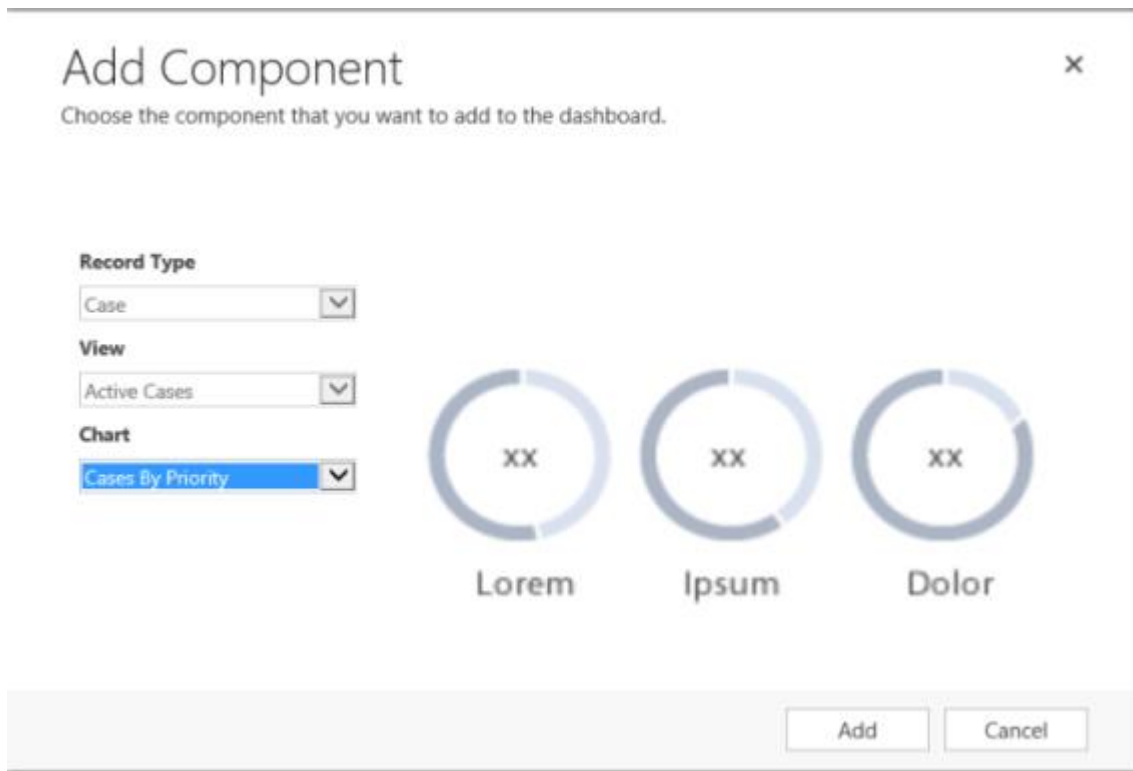 Add Component
Choose the component that you want to add to the dashboard.
Record Type
Case
View
Active Cases
Chart
Cases By Priority
xx xx xx
Lorem Ipsum Dolor
Add Cancel